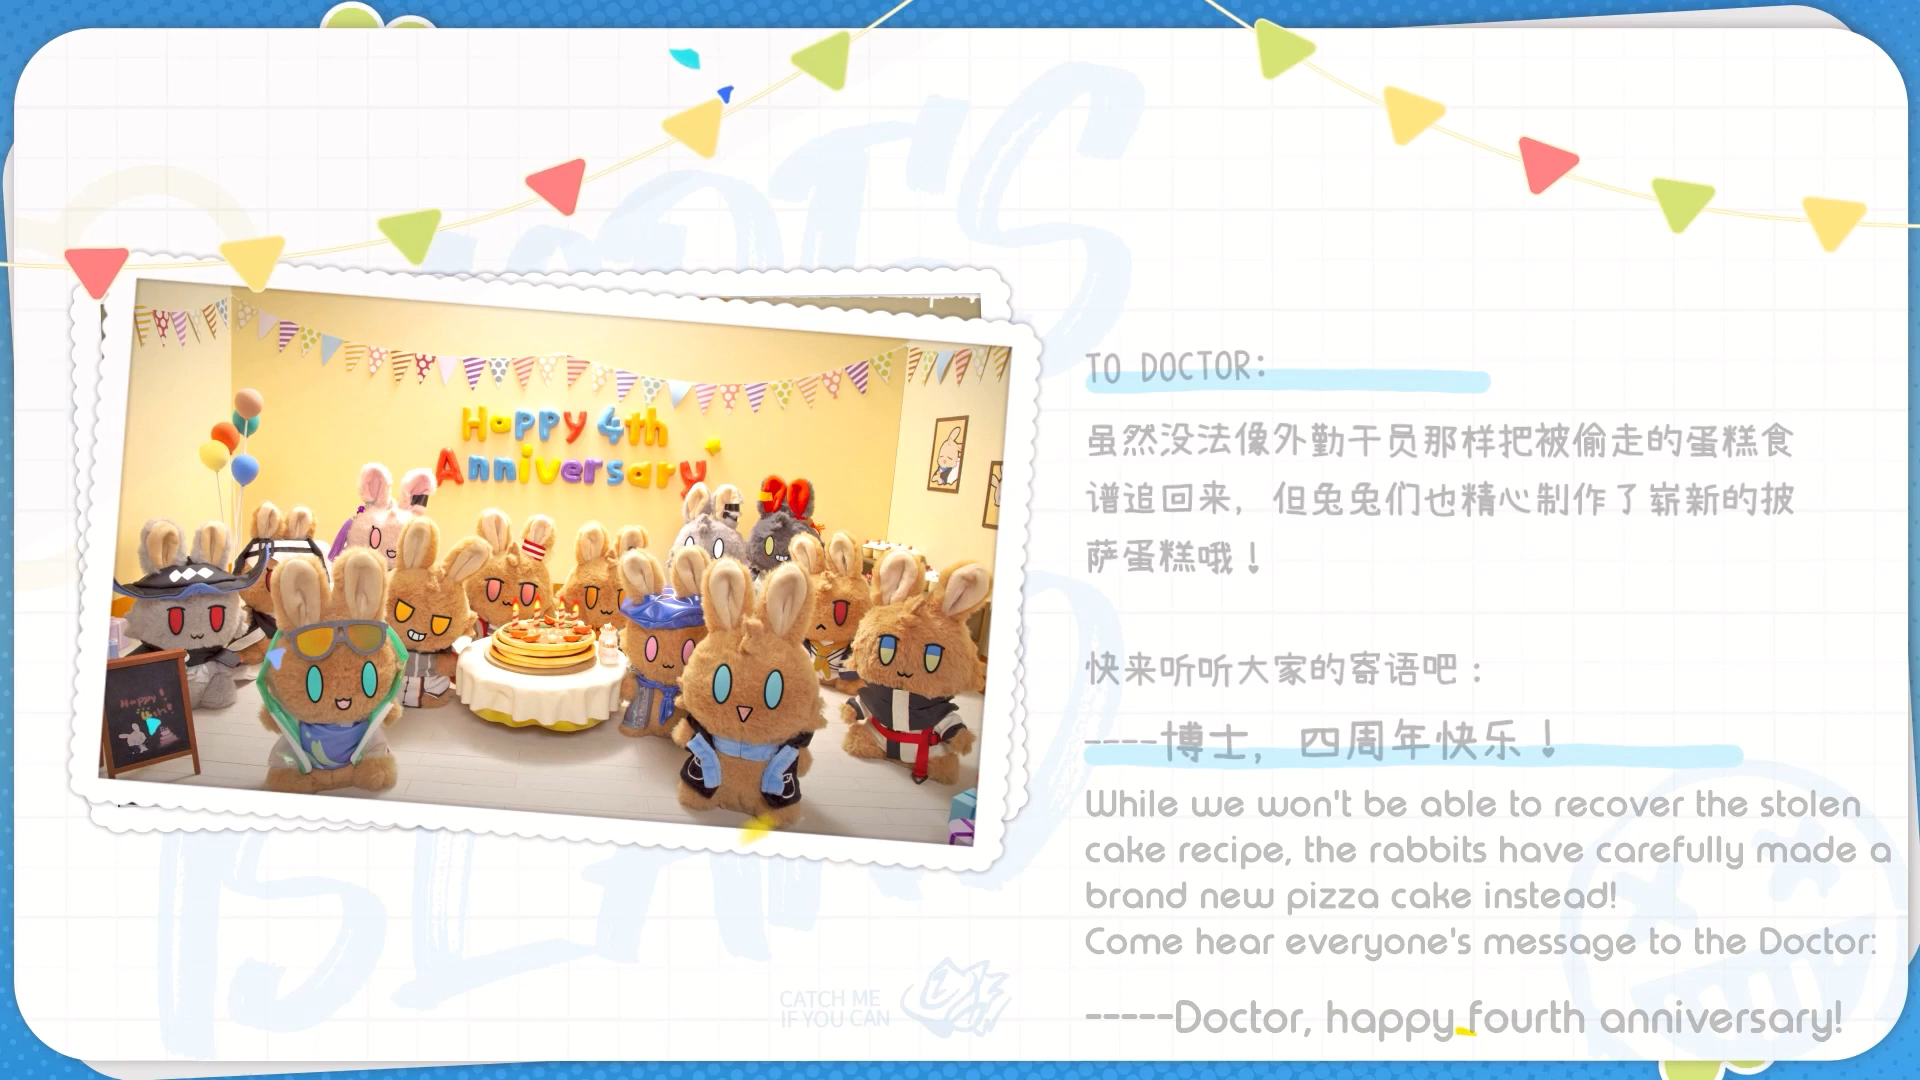 Happy 4th
Anniversary
TO DOCTOR:
虽然没法像外勤干员那样把被偷走的蛋糕食
谱追回来，但兔兔们也精心制作了崭新的披
萨蛋糕哦！
快来听听大家的寄语吧：
----博士，四周年快乐！
While we won't be able to recover the stolen
cake recipe, the rabbits have carefully made a
brand new pizza cake instead!
Come hear everyone's message to the Doctor:
-----Doctor, happy fourth anniversary!
CATCH ME
IF YOU CAN